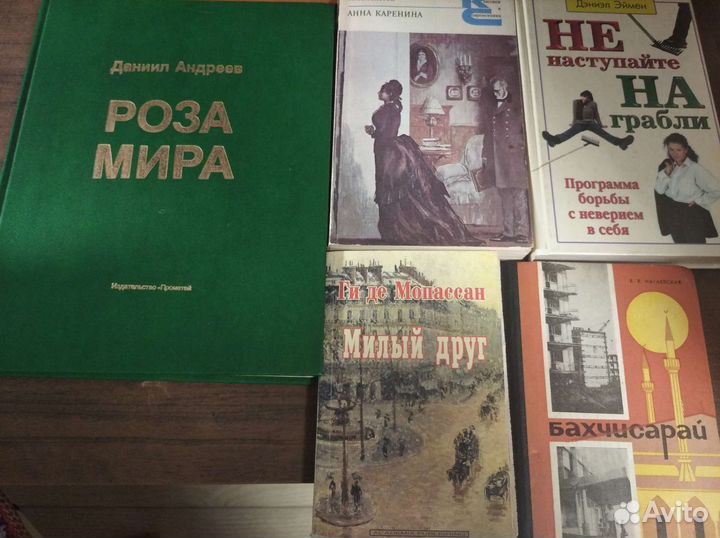 Даниил Андреев
РОЗА
МИРА
Издательство «Прометей»
АННА КАРЕНИНА
Дэниэл Эймен
НЕ
наступайте
НА
грабли
Программа
борьбы
с неверием
в себя
Ги де Мопассан
Милый друг
Е. В. НАГАЕВСКАЯ
БАХЧИСАРАЙ
Avito